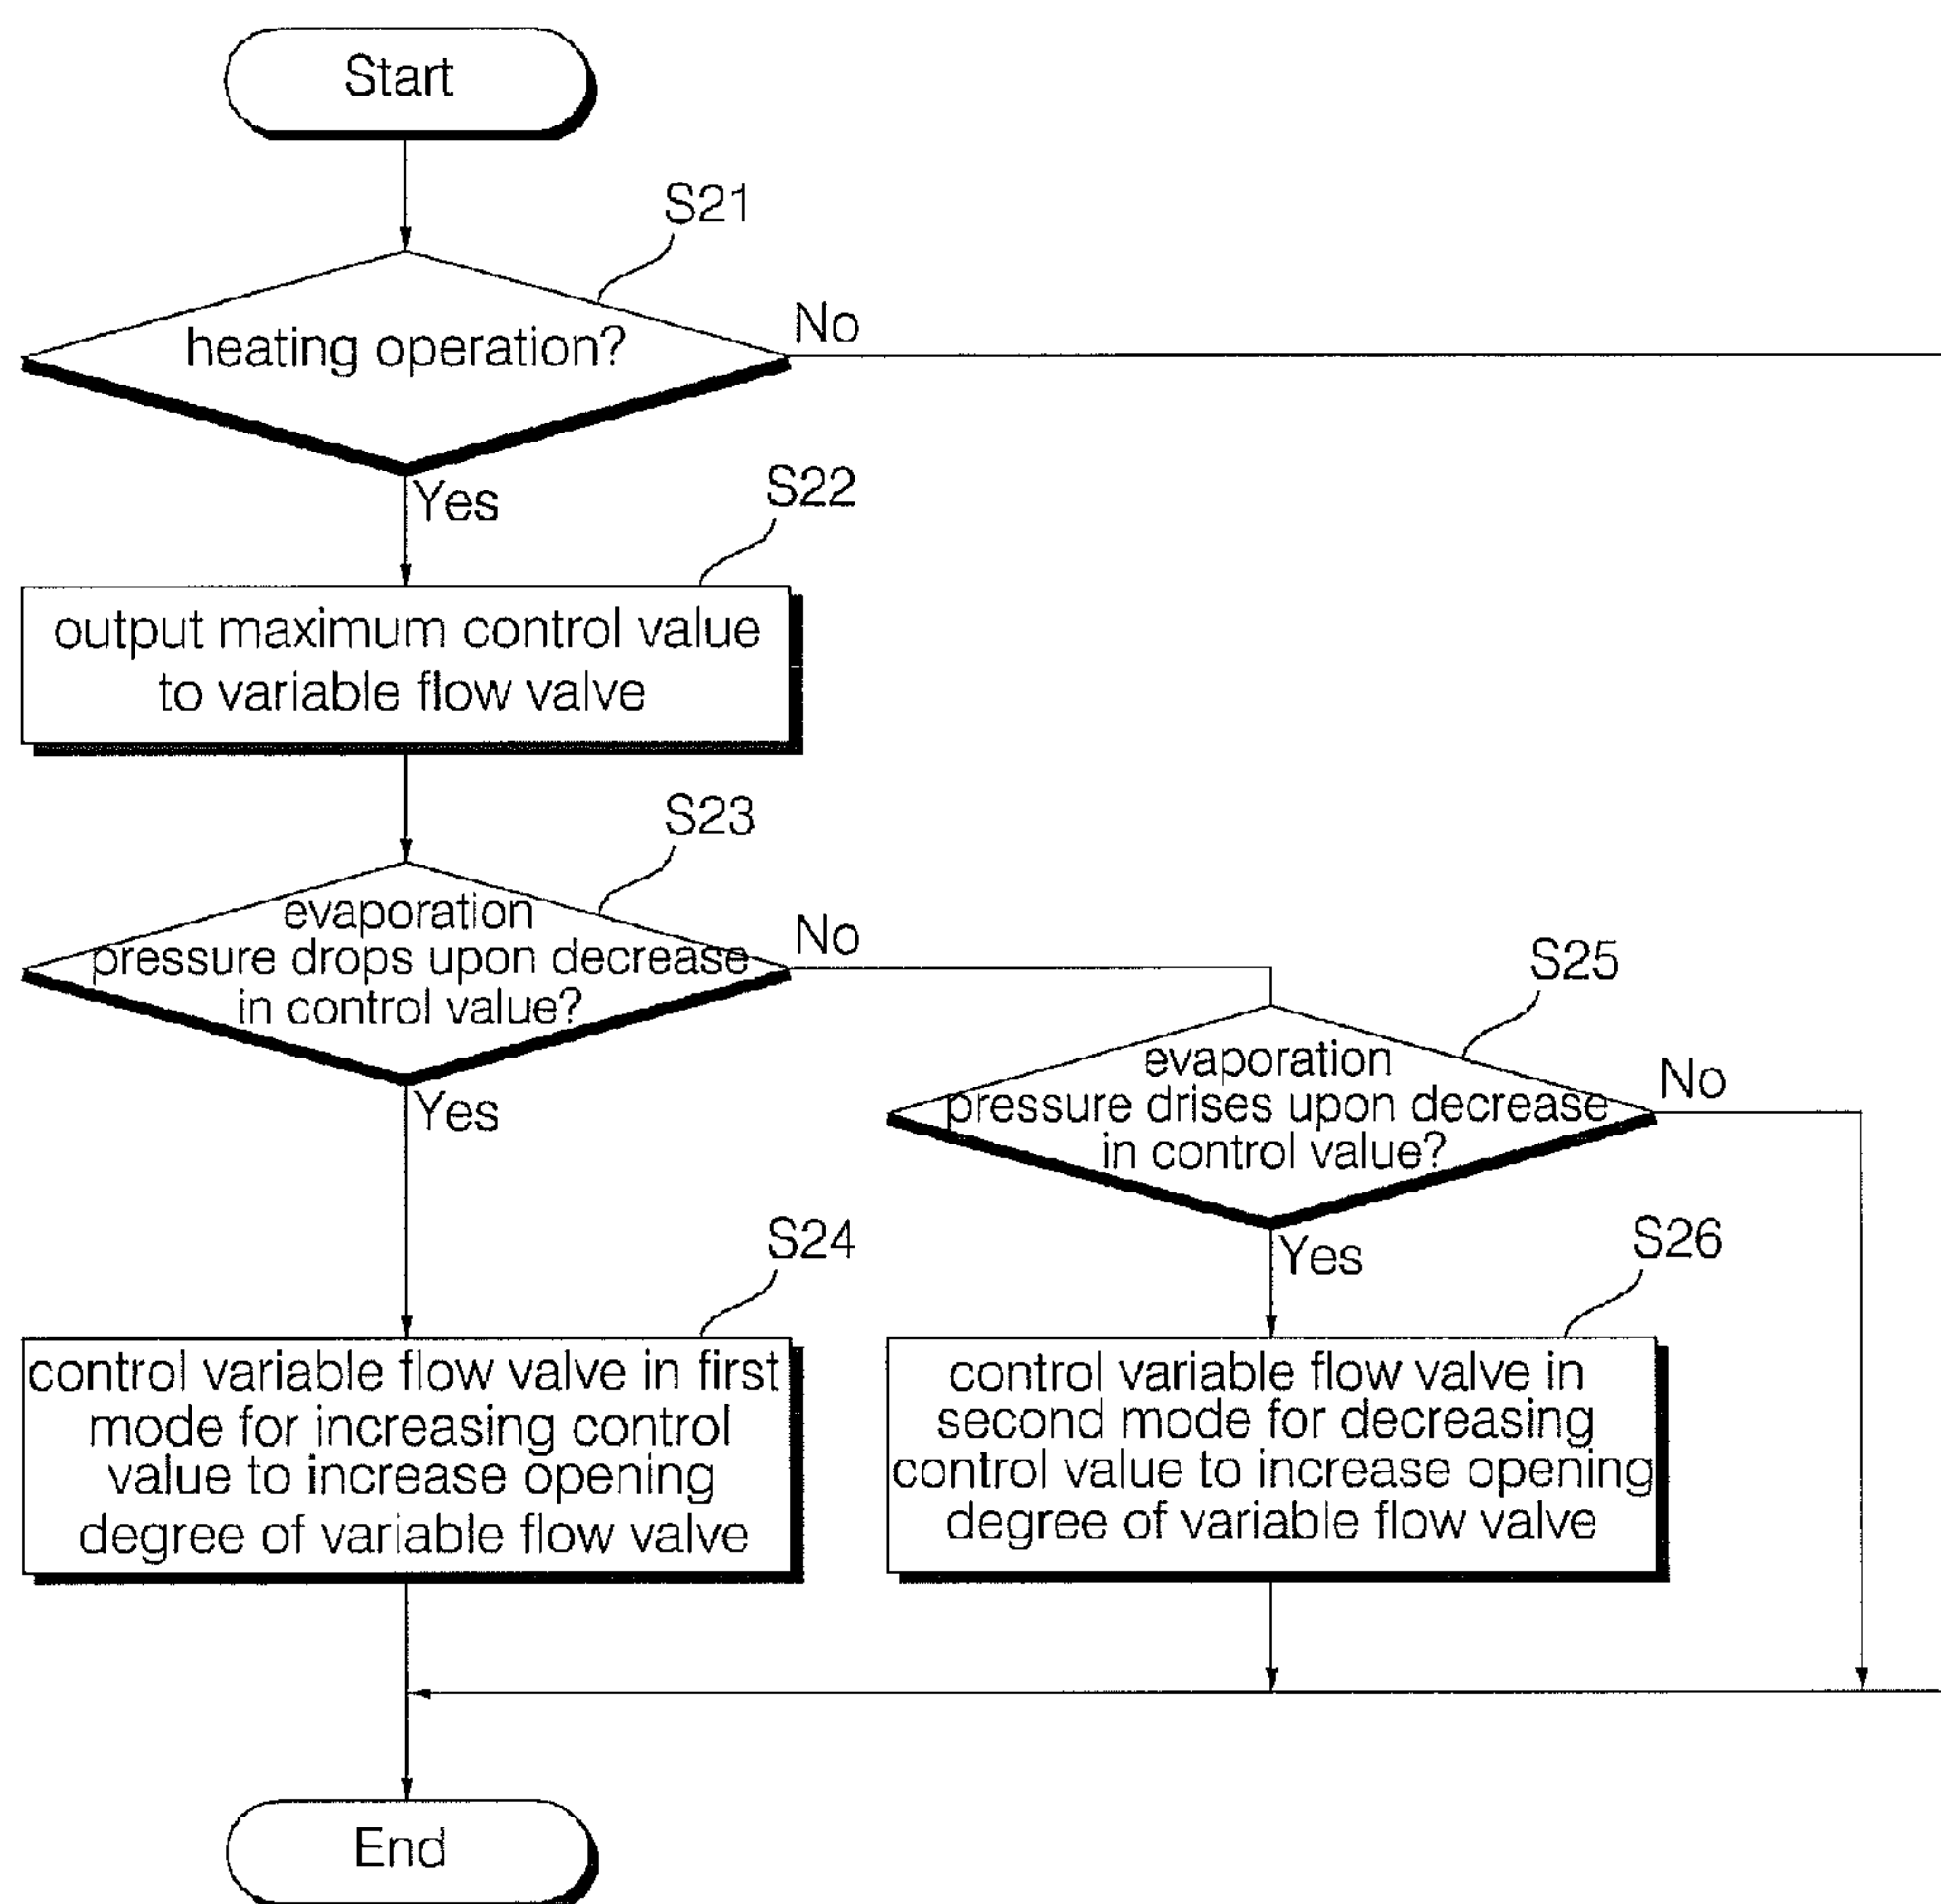 Start
S21
heating operation?
No
Yes
S22
output maximum control value
to variable flow valve
S23
evaporation
pressure drops upon decrease
in control value?
No
Yes
S25
evaporation
pressure drises upon decrease
in control value?
No
Yes
S24
control variable flow valve in first
mode for increasing control
value to increase opening
degree of variable flow valve
S26
control variable flow valve in
second mode for decreasing
control value to increase opening
degree of variable flow valve
End